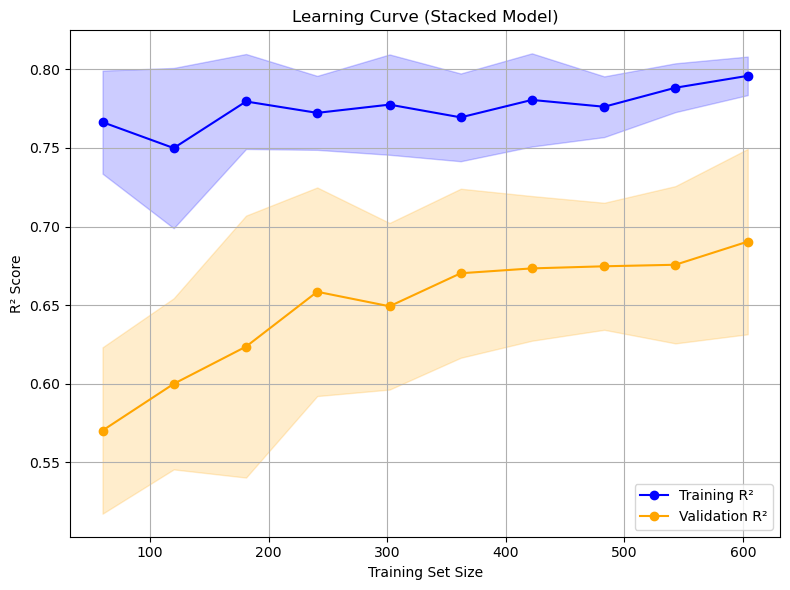 Learning Curve (Stacked Model)
0.80
0.75
0.70
0.65
0.60
0.55
R² Score
100
200
300
400
500
600
Training Set Size
Training R²
Validation R²